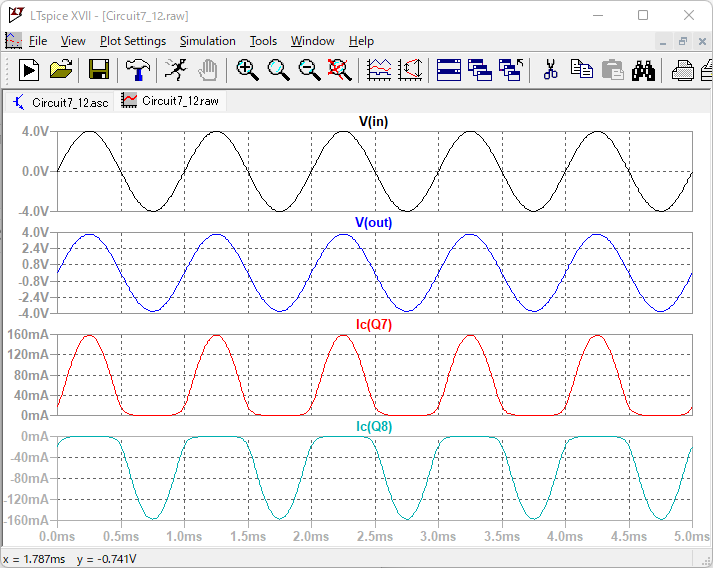 LTspice XVII - [Circuit7_12.raw]
File View Plot Settings Simulation Tools Window Help
Circuit7_12.asc Circuit7_12.raw
V(in)
4.0V
0.0V
-4.0V
V(out)
4.0V
2.4V
0.8V
-0.8V
-2.4V
-4.0V
Ic(Q7)
160mA
120mA
80mA
40mA
0mA
Ic(Q8)
0mA
-40mA
-80mA
-120mA
-160mA
0.0ms 0.5ms 1.0ms 1.5ms 2.0ms 2.5ms 3.0ms 3.5ms 4.0ms 4.5ms 5.0ms
x = 1.787ms y = -0.741V